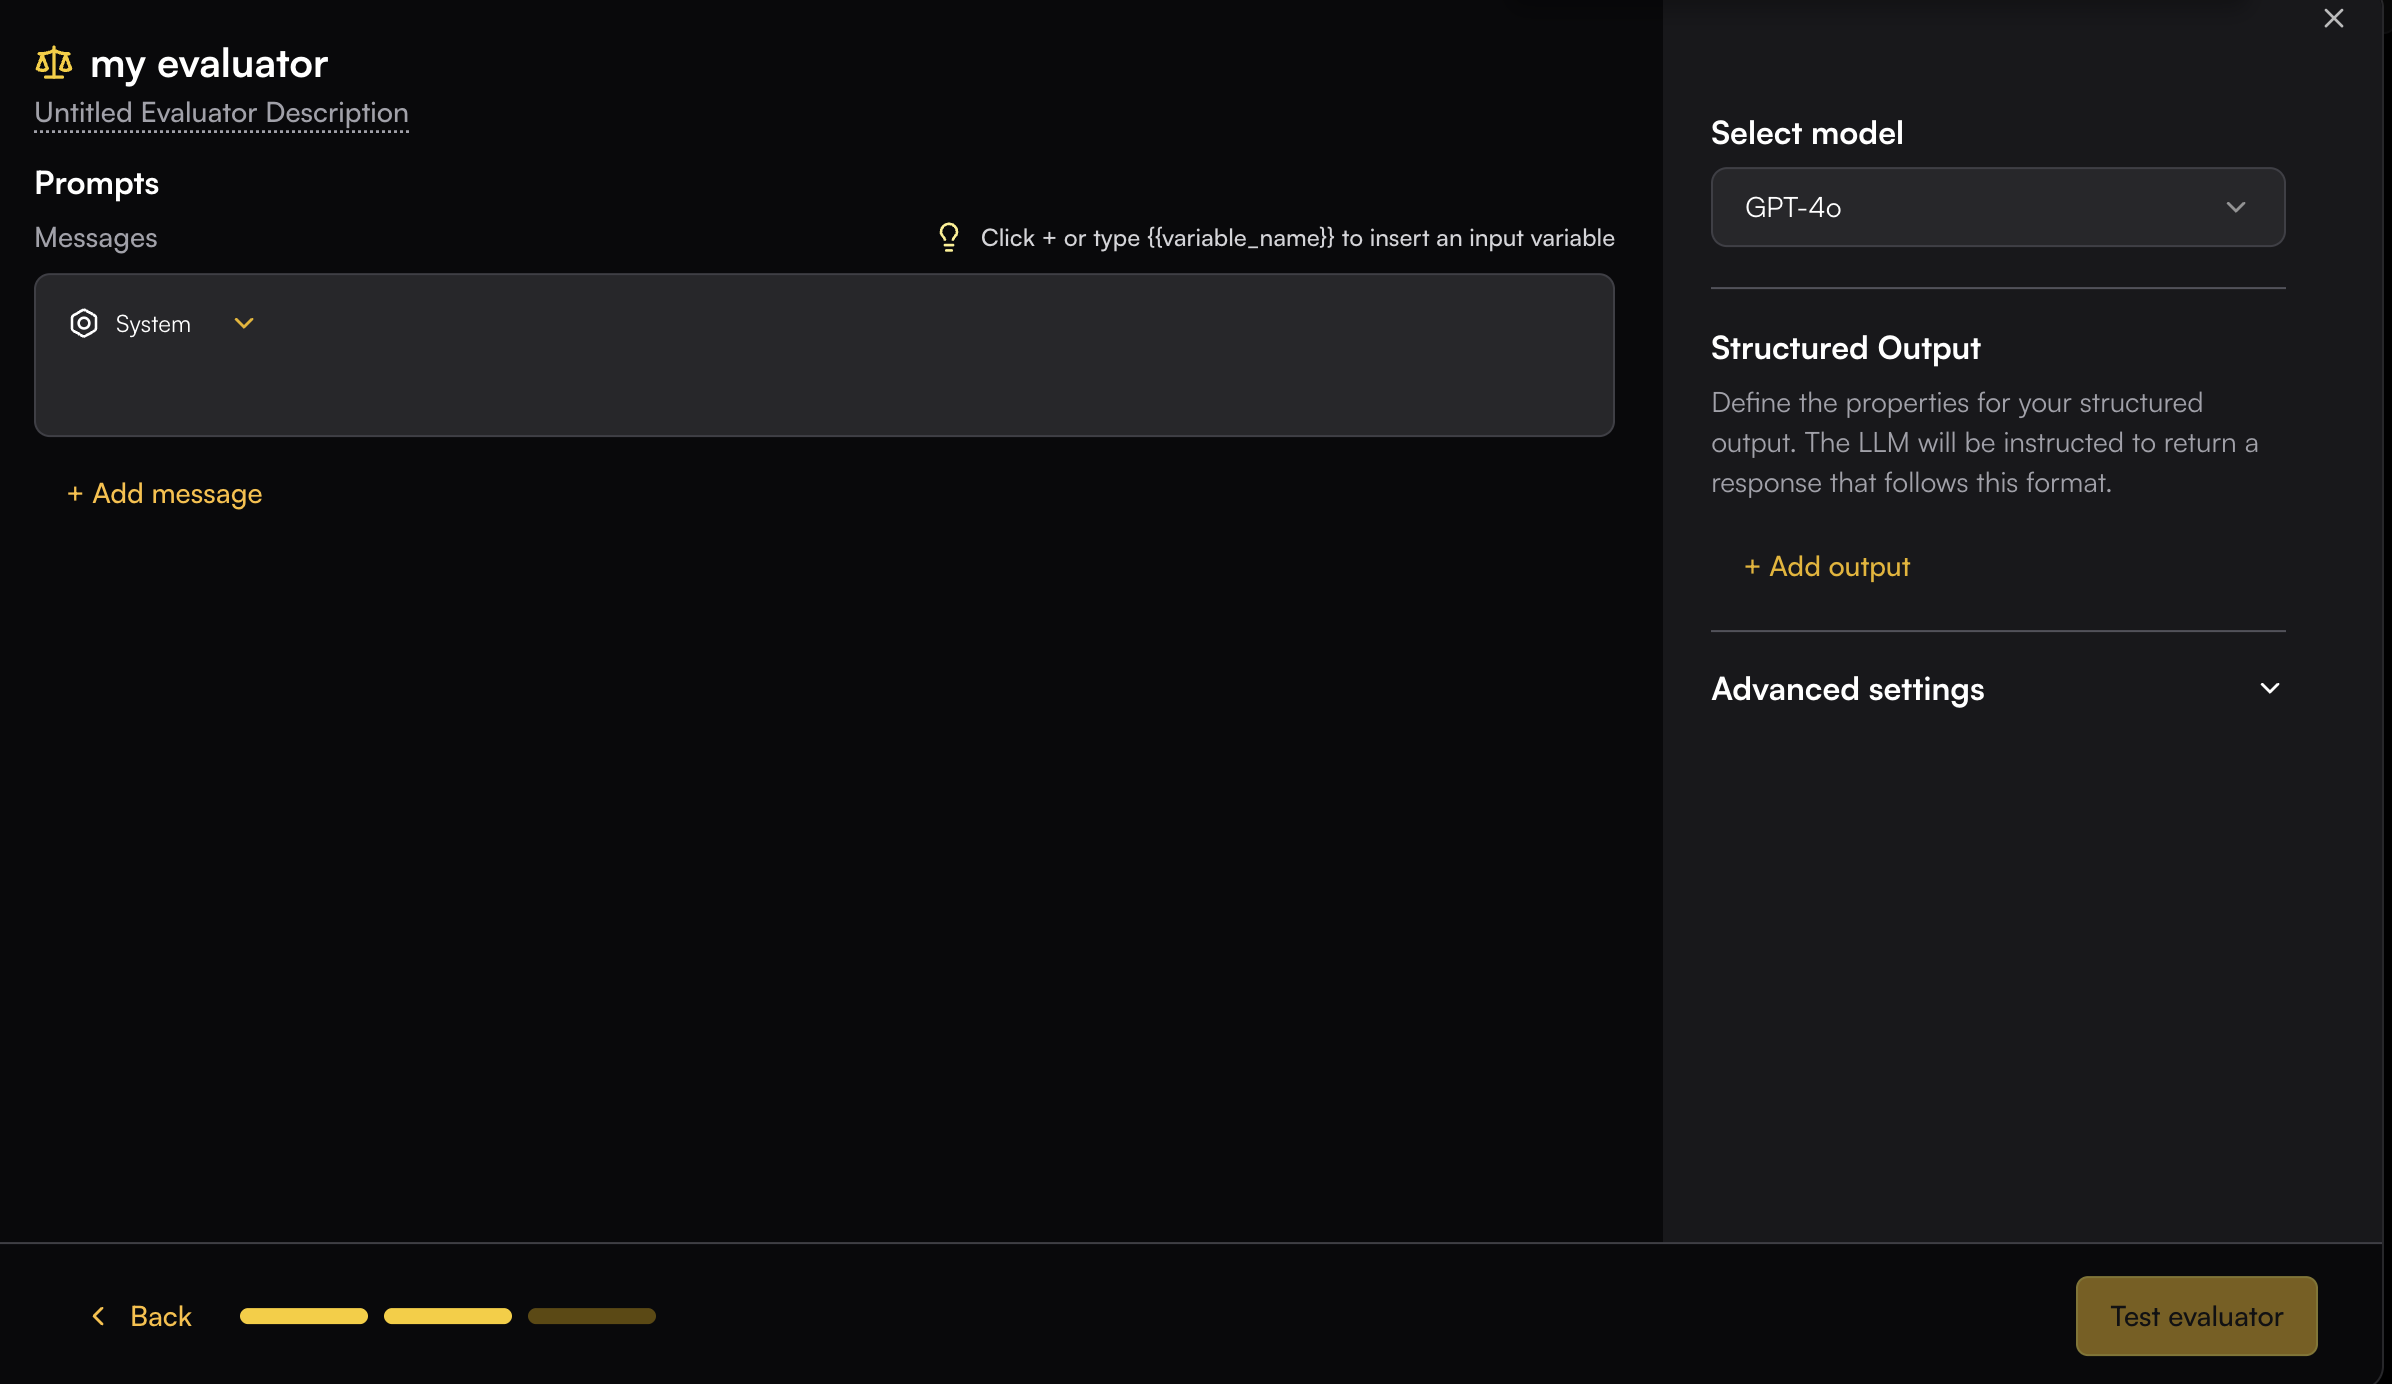 my evaluator
Untitled Evaluator Description
Prompts
Messages
Click + or type {{variable_name}} to insert an input variable
System
+ Add message
Select model
GPT-4o
Structured Output
Define the properties for your structured
output. The LLM will be instructed to return a
response that follows this format.
+ Add output
Advanced settings
Back
Test evaluator